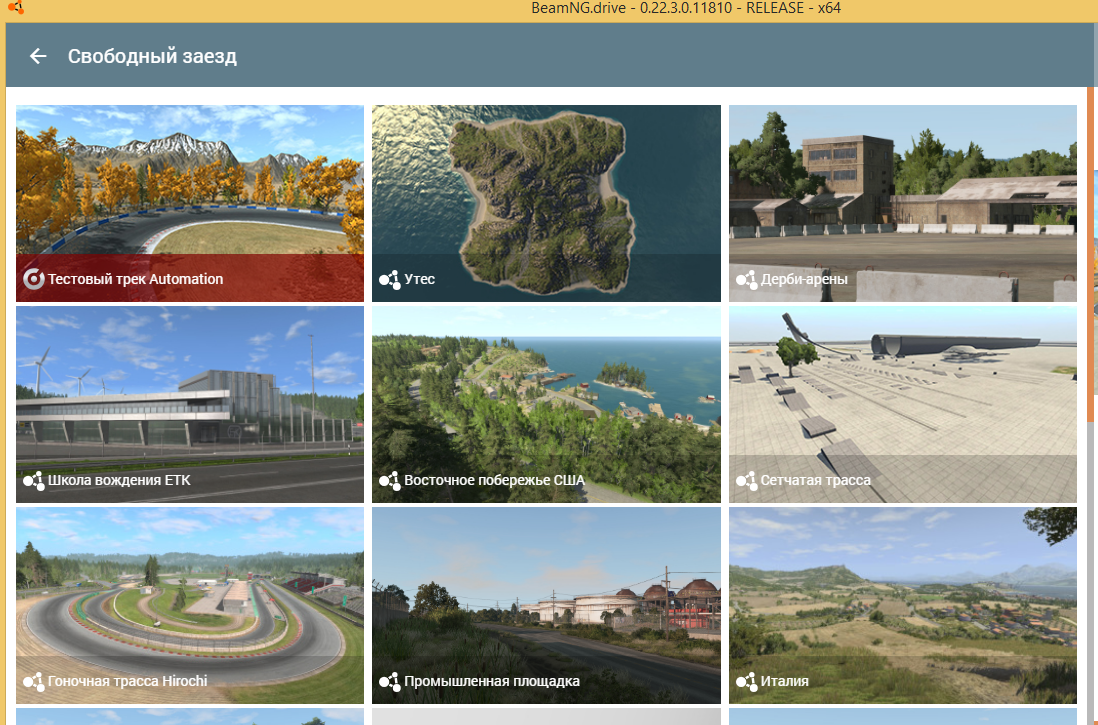 BeamNG.drive - 0.22.3.0.11810 - RELEASE - x64
Свободный заезд
Тестовый трек Automation
Утес
Дерби-арены
Школа вождения ETK
Восточное побережье США
Сетчатая трасса
Гоночная трасса Hirochi
Промышленная площадка
Италия